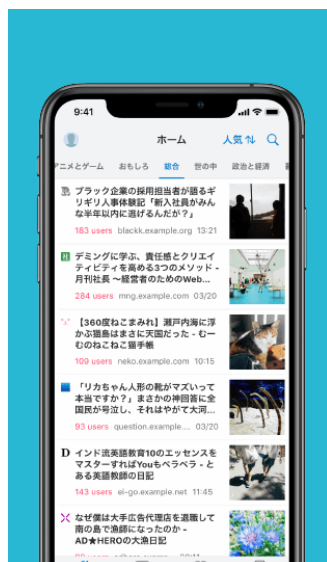 9:41
ホーム
人気
アニメとゲーム おもしろ 総合 世の中 政治と経済
ブラック企業の採用担当者が語るギ
リギリ人事体験記「新入社員がみん
な半年以内に逃げるんだが？」
183 users blackk.example.org 13:21
デミングに学ぶ、責任感とクリエイ
ティビティを高める3つのメソッド -
月刊社長 〜経営者のためのWeb...
284 users mng.example.com 03/20
【360度ねこまみれ】瀬戸内海に浮
かぶ猫島はまさに天国だった - むー
むのねこねこ猫手帳
109 users neko.example.com 10:15
「リカちゃん人形の靴がマズいって
本当ですか？」まさかの神回答に全
国民が号泣し、それはやがて大河...
93 users question.example.... 03/20
D インド流英語教育10のエッセンスを
マスターすればYouもペラペラ - と
ある英語教師の日記
143 users ei-go.example.net 11:45
なぜ僕は大手広告代理店を退職して
南の島で漁師になったのか -
AD★HEROの大漁日記